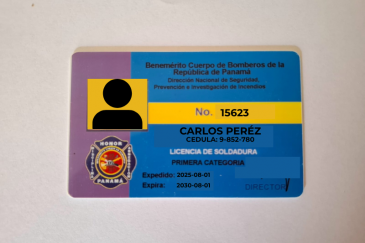 Benemérito Cuerpo de Bomberos de la
República de Panamá
Dirección Nacional de Seguridad,
Prevención e Investigación de Incendios
No. 15623
CARLOS PERÉZ
CEDULA: 9-852-780
LICENCIA DE SOLDADURA
PRIMERA CATEGORIA
Expedido: 2025-08-01
Expira: 2030-08-01
DIRECTOR
HONOR
PANAMÁ